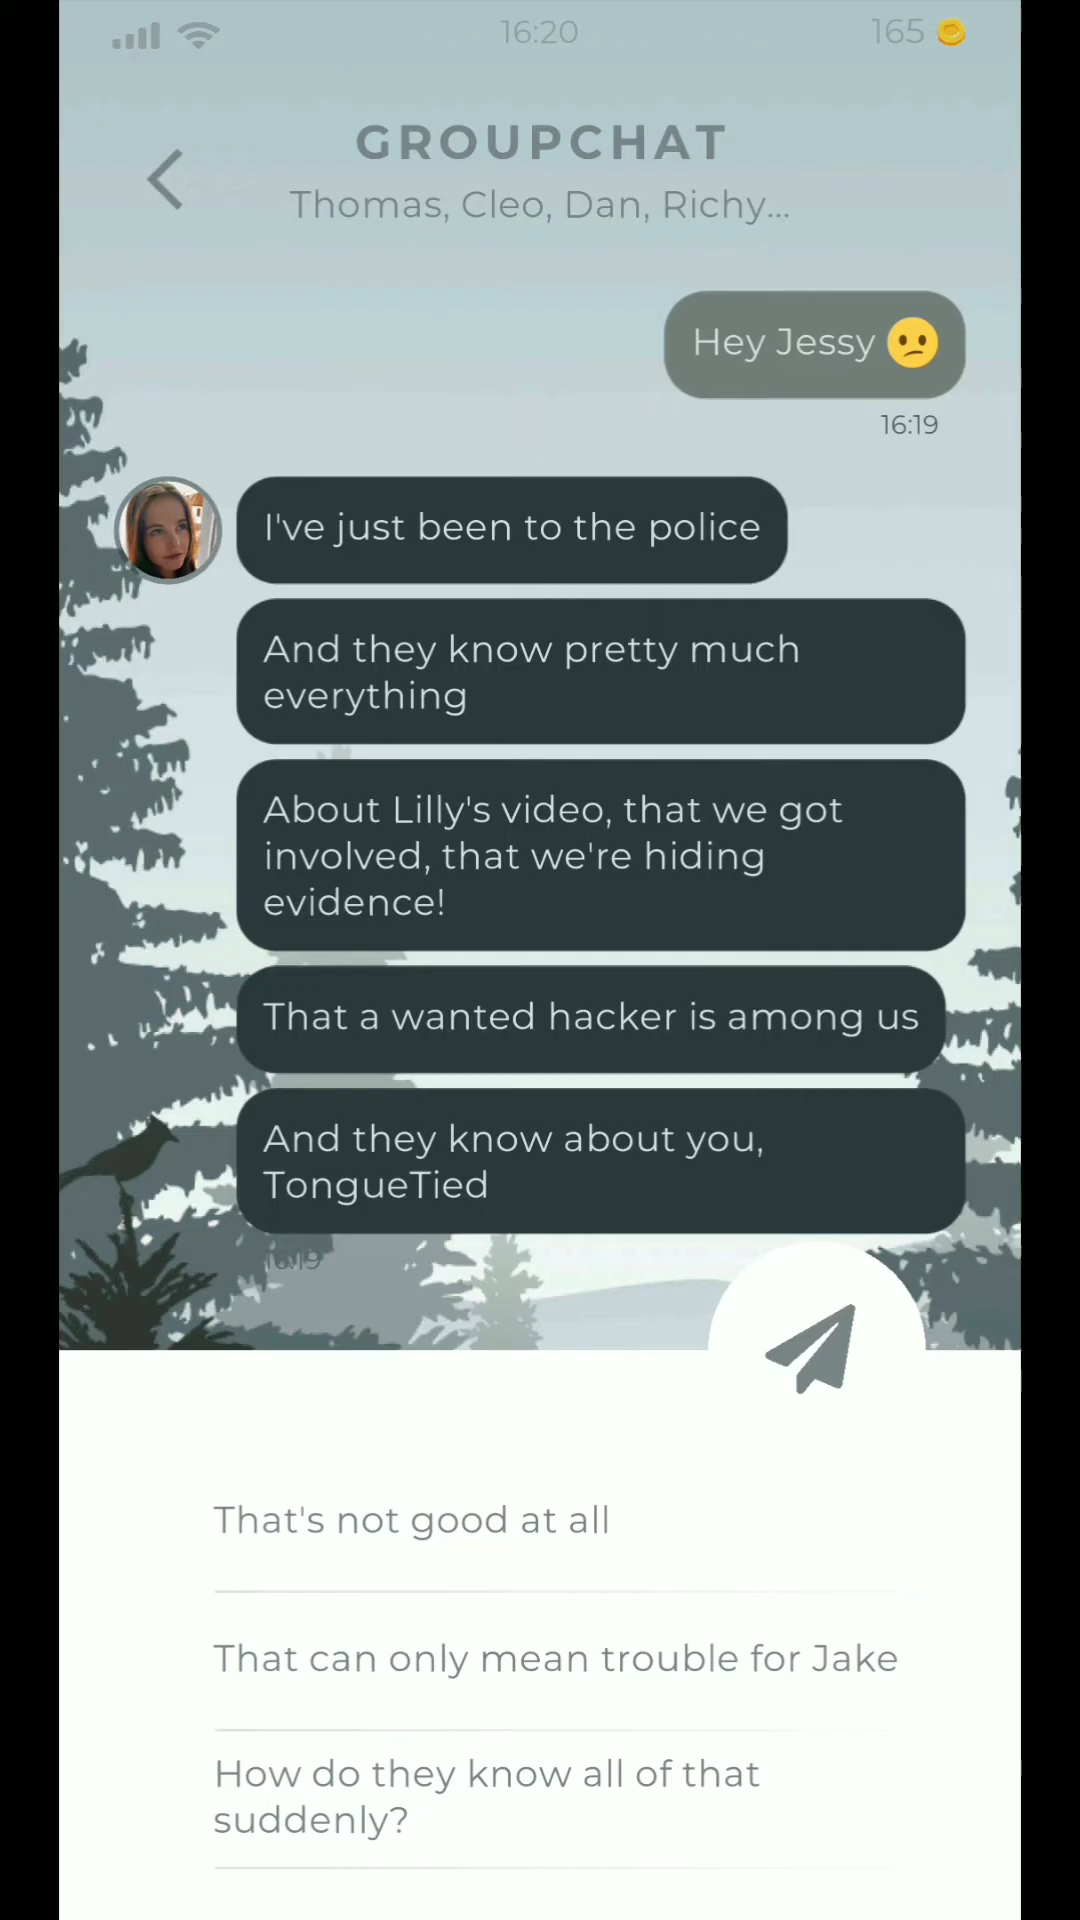 16:20
165
GROUPCHAT
Thomas, Cleo, Dan, Richy...
Hey Jessy 😕
16:19
I've just been to the police
And they know pretty much
everything
About Lilly's video, that we got
involved, that we're hiding
evidence!
That a wanted hacker is among us
And they know about you,
TongueTied
16:19
That's not good at all
That can only mean trouble for Jake
How do they know all of that
suddenly?